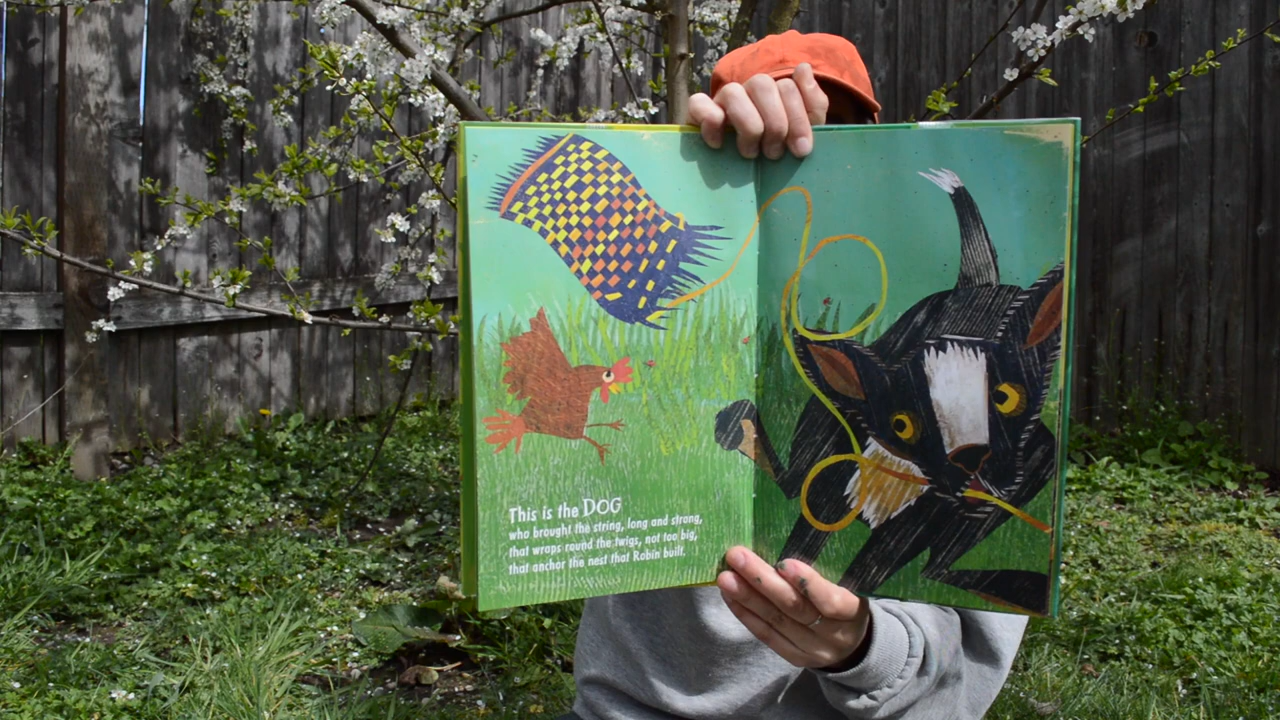 This is the DOG
who brought the string, long and strong,
that wraps round the twigs, not too big,
that anchor the nest that Robin built.